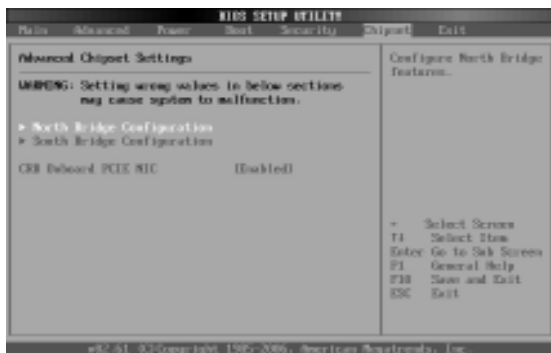 BIOS SETUP UTILITY
Main Advanced Power Boot Security Chipset Exit
Advanced Chipset Settings
WARNING: Setting wrong values in below sections
may cause system to malfunction.
▶ North Bridge Configuration
▶ South Bridge Configuration
CRB Onboard PCIE NIC [Enabled]
Configure North Bridge
features.
Select Screen
↑↓ Select Item
Enter Go to Sub Screen
F1 General Help
F10 Save and Exit
ESC Exit
v02.61 (C)Copyright 1985-2006, American Megatrends, Inc.